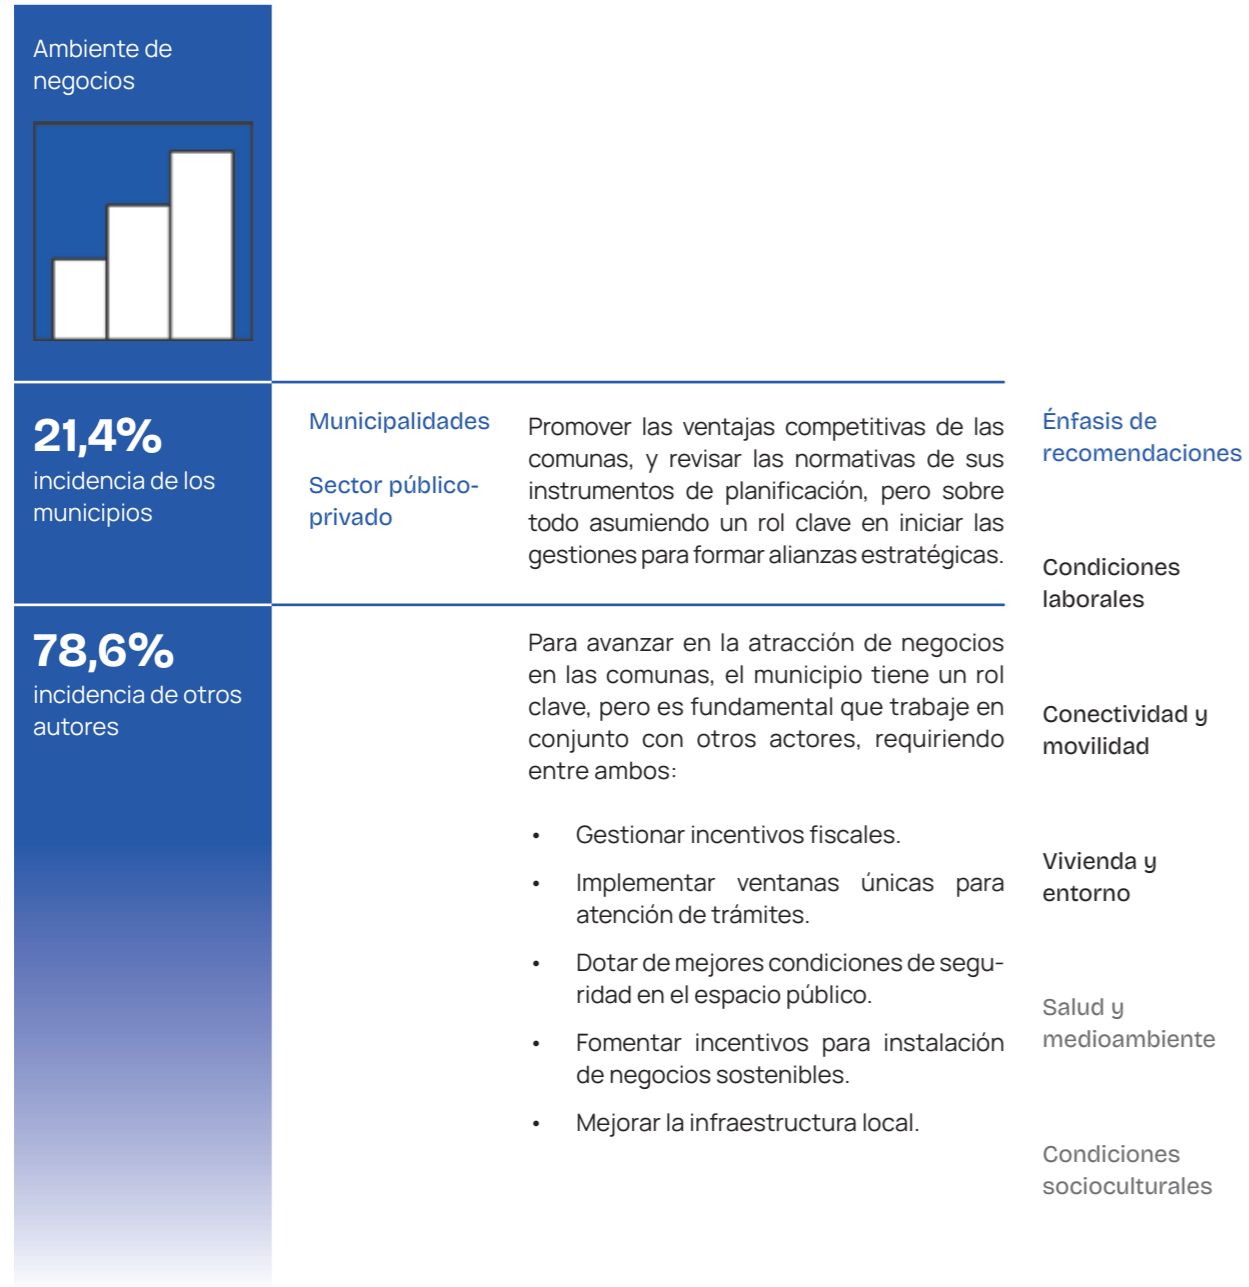 Ambiente de
negocios
21,4%
incidencia de los
municipios
Municipalidades
Sector público-
privado
Promover las ventajas competitivas de las
comunas, y revisar las normativas de sus
instrumentos de planificación, pero sobre
todo asumiendo un rol clave en iniciar las
gestiones para formar alianzas estratégicas.
78,6%
incidencia de otros
autores
Para avanzar en la atracción de negocios
en las comunas, el municipio tiene un rol
clave, pero es fundamental que trabaje en
conjunto con otros actores, requiriendo
entre ambos:
• Gestionar incentivos fiscales.
• Implementar ventanas únicas para
atención de trámites.
• Dotar de mejores condiciones de segu-
ridad en el espacio público.
• Fomentar incentivos para instalación
de negocios sostenibles.
• Mejorar la infraestructura local.
Énfasis de
recomendaciones
Condiciones
laborales
Conectividad y
movilidad
Vivienda y
entorno
Salud y
medioambiente
Condiciones
socioculturales